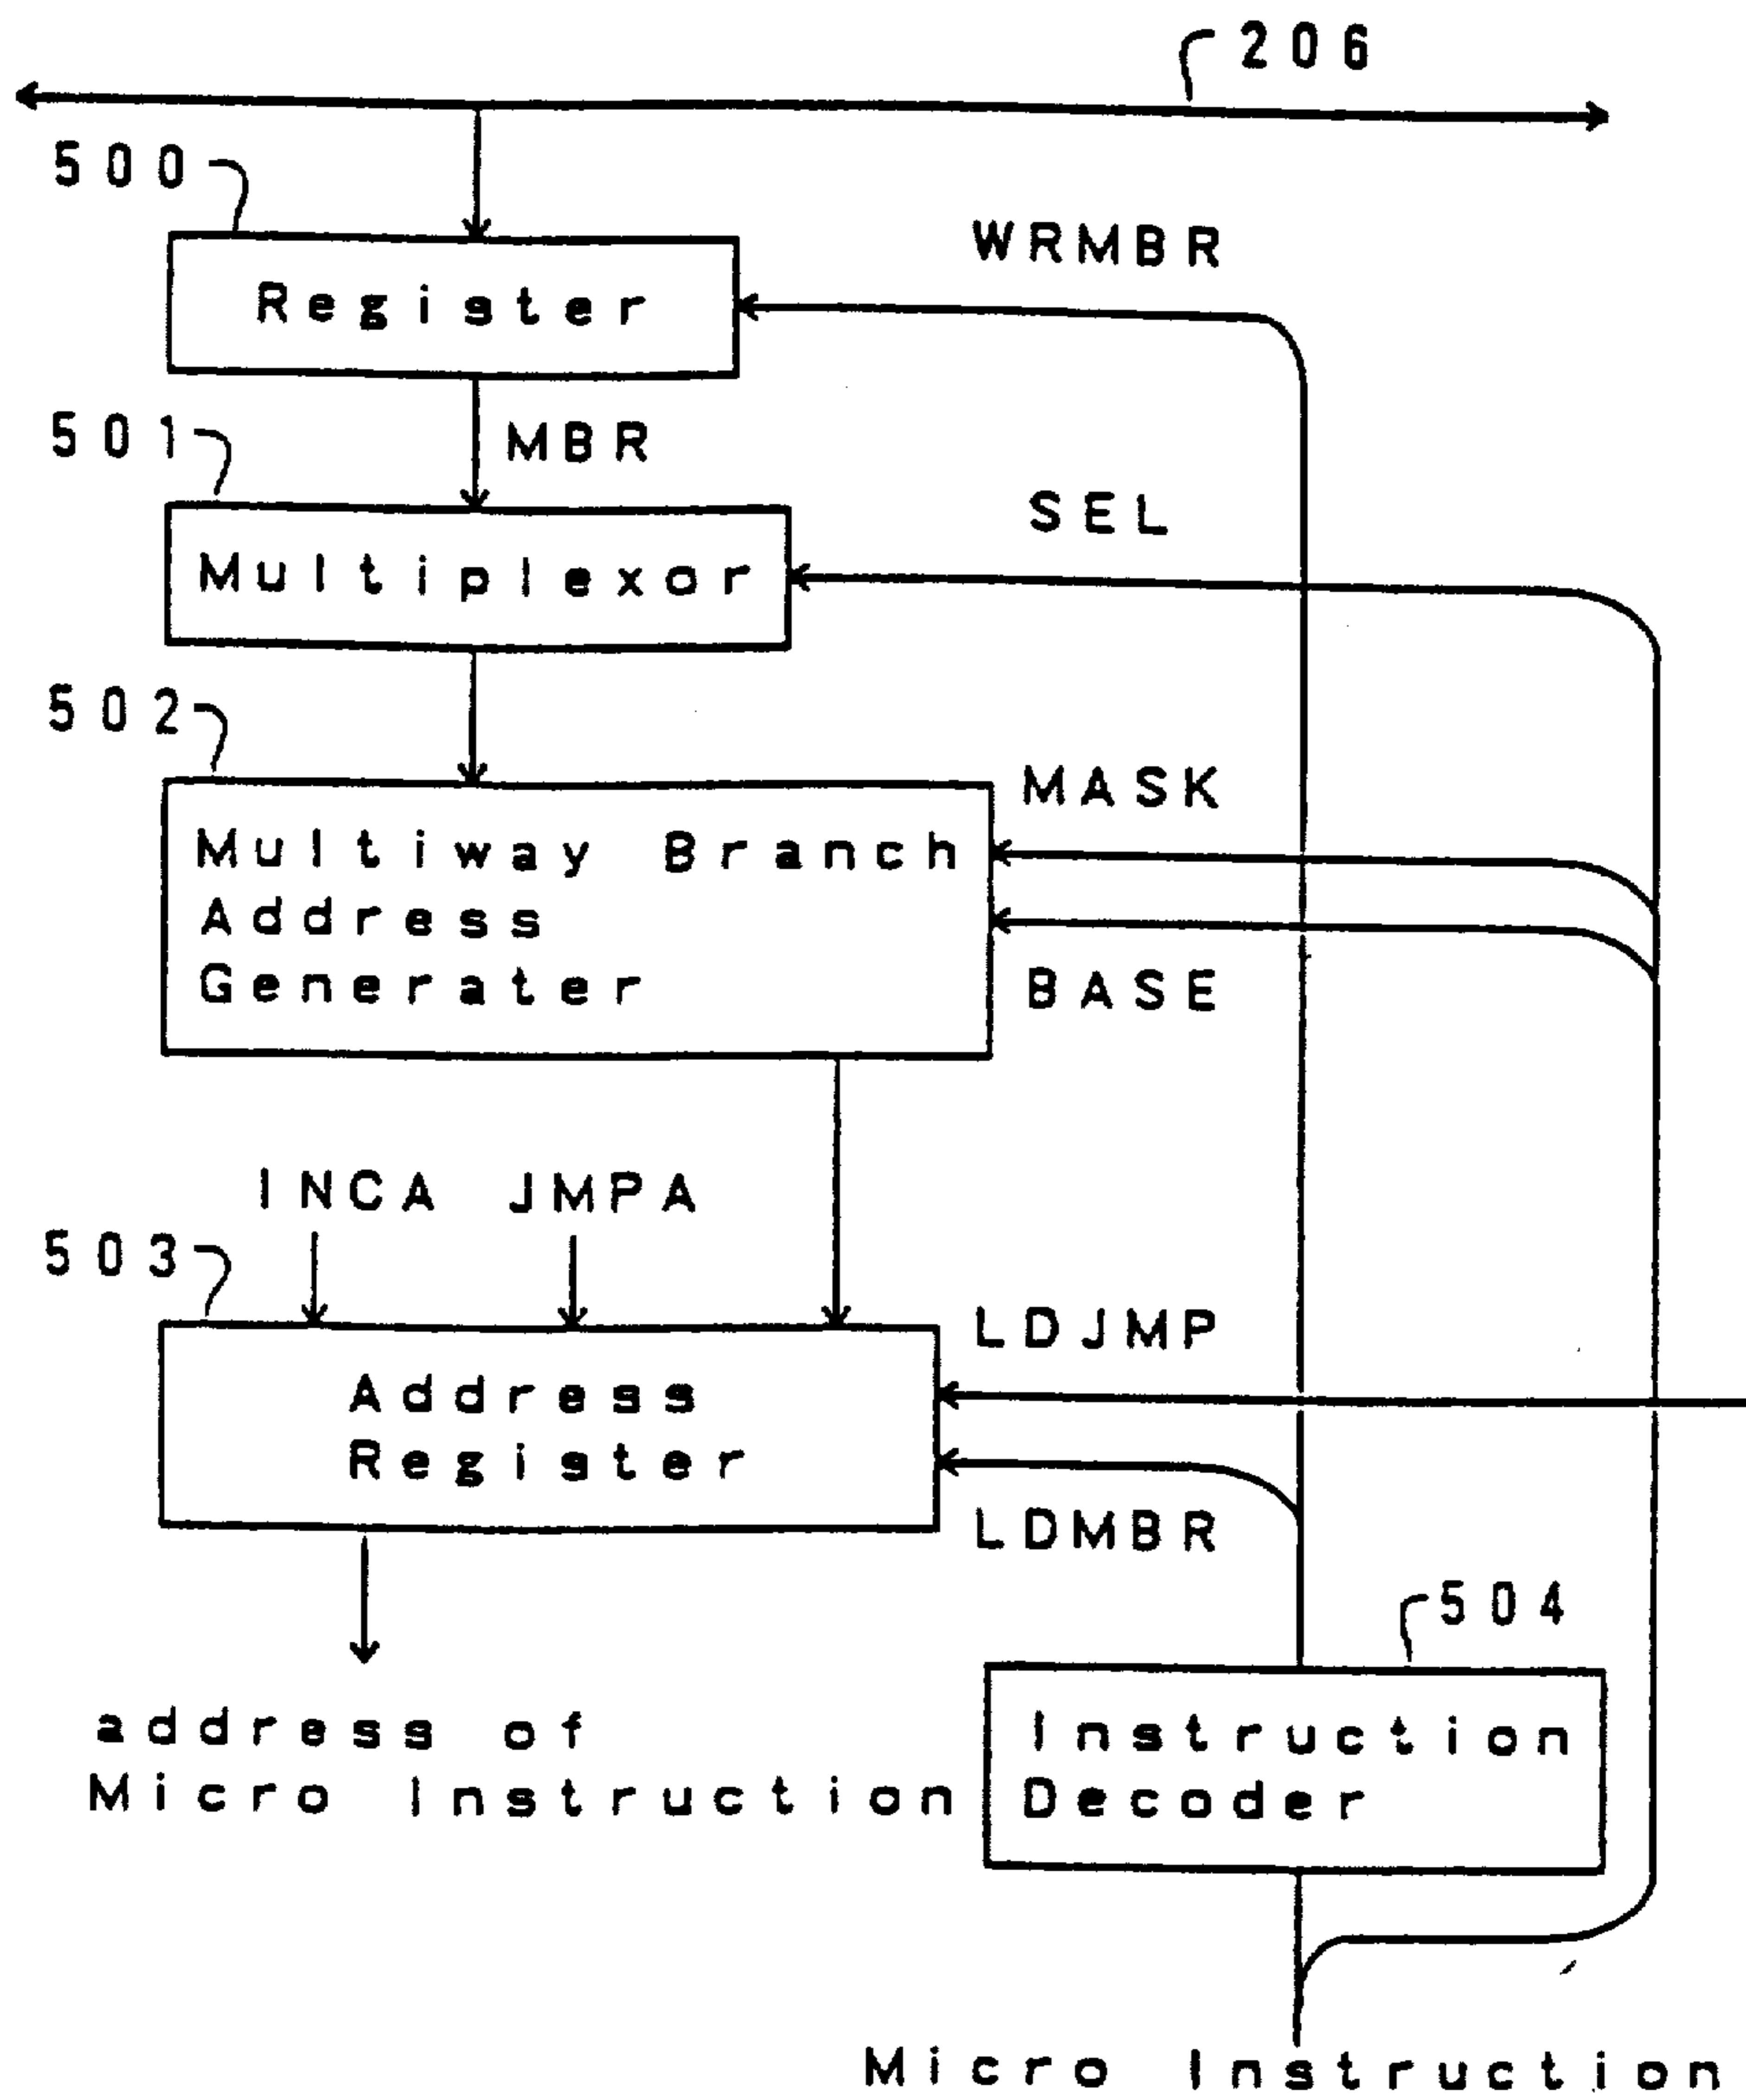 206
500
WRMBR
Register
501
MBR
SEL
Multiplexor
502
MASK
Multiway Branch
Address
Generater
BASE
INCA JMPA
503
LDJMP
Address
Register
LDMBR
504
address of
Micro Instruction
Instruction
Decoder
Micro Instruction